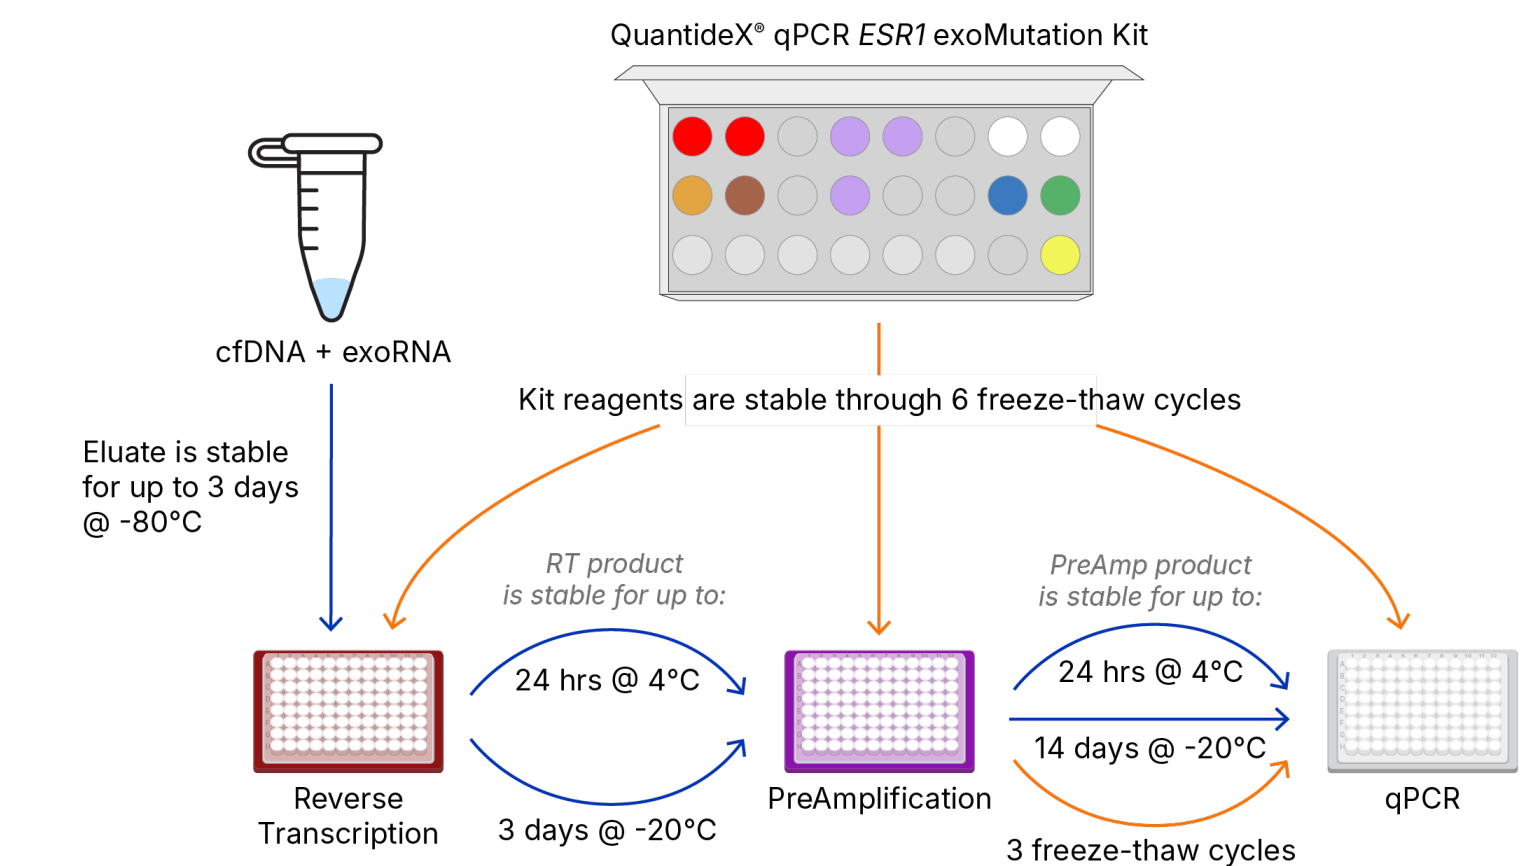 QuantideX® qPCR ESR1 exoMutation Kit
cfDNA + exoRNA
Kit reagents are stable through 6 freeze-thaw cycles
Eluate is stable
for up to 3 days
@ -80°C
RT product
is stable for up to:
PreAmp product
is stable for up to:
24 hrs @ 4°C
24 hrs @ 4°C
14 days @ -20°C
Reverse
Transcription
3 days @ -20°C
PreAmplification
3 freeze-thaw cycles
qPCR